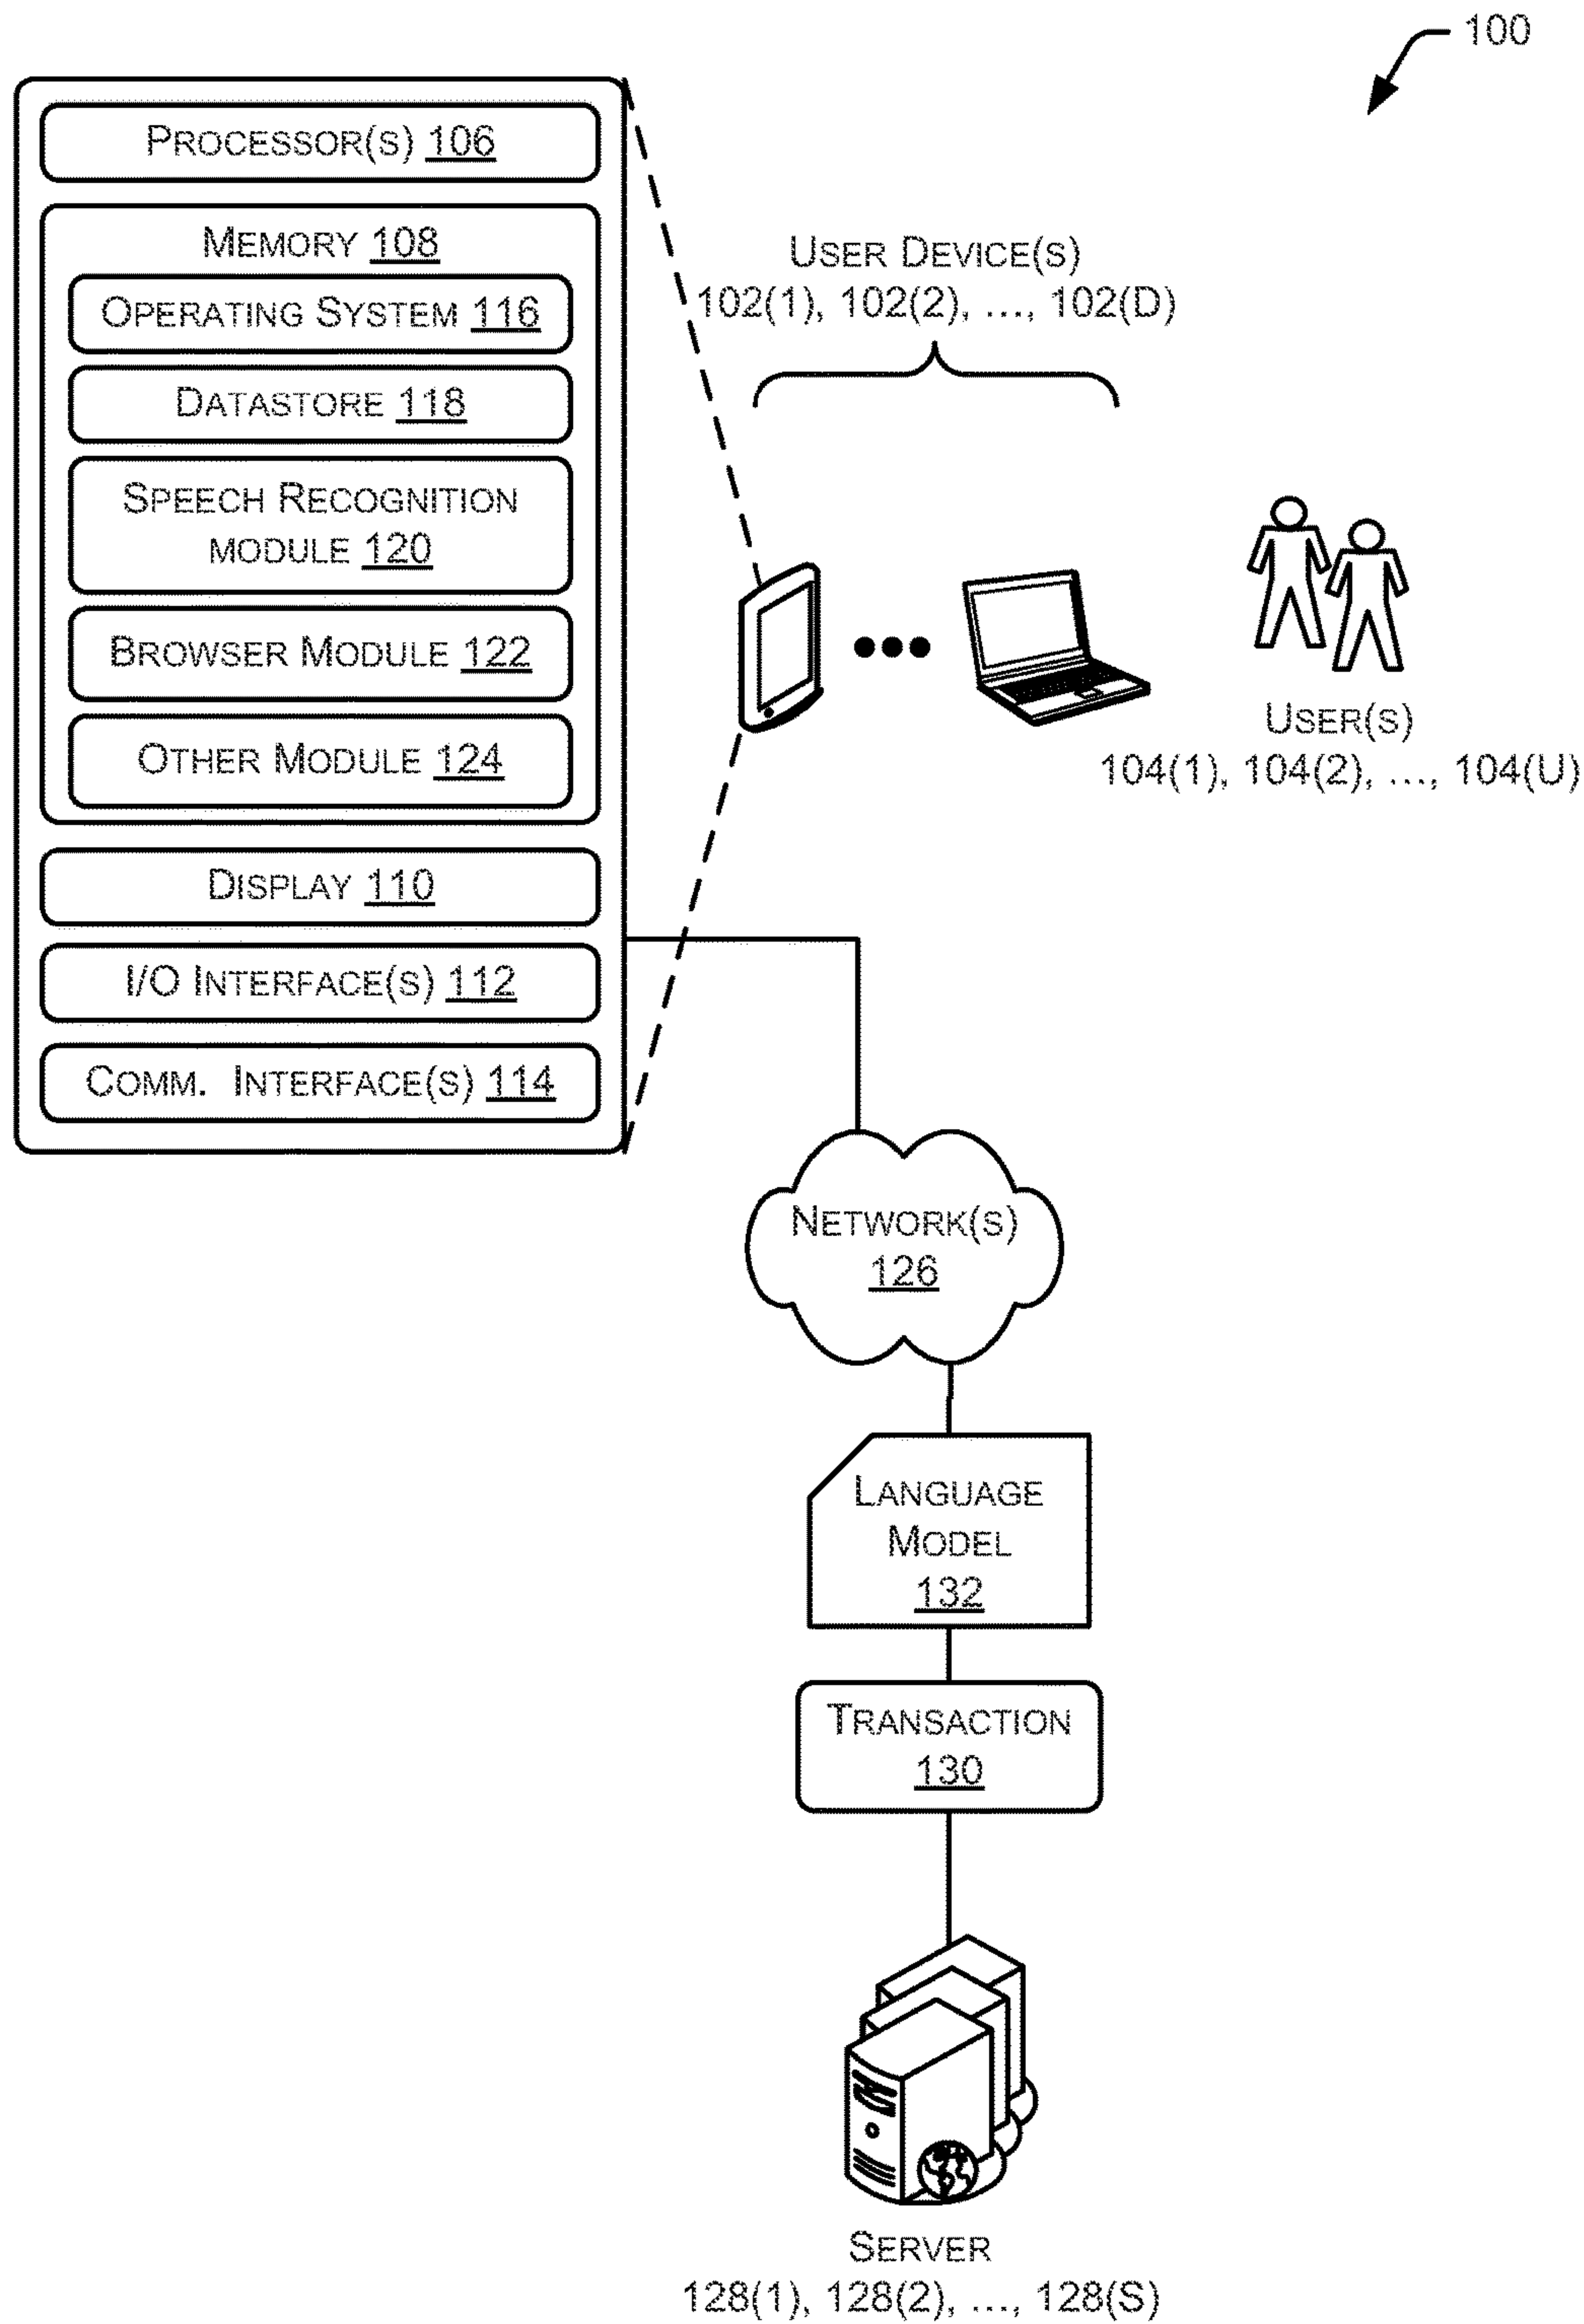 100
PROCESSOR(S) 106
MEMORY 108
OPERATING SYSTEM 116
DATASTORE 118
SPEECH RECOGNITION
MODULE 120
BROWSER MODULE 122
OTHER MODULE 124
DISPLAY 110
I/O INTERFACE(S) 112
COMM. INTERFACE(S) 114
USER DEVICE(S)
102(1), 102(2), ..., 102(D)
USER(S)
104(1), 104(2), ..., 104(U)
NETWORK(S)
126
LANGUAGE
MODEL
132
TRANSACTION
130
SERVER
128(1), 128(2), ..., 128(S)